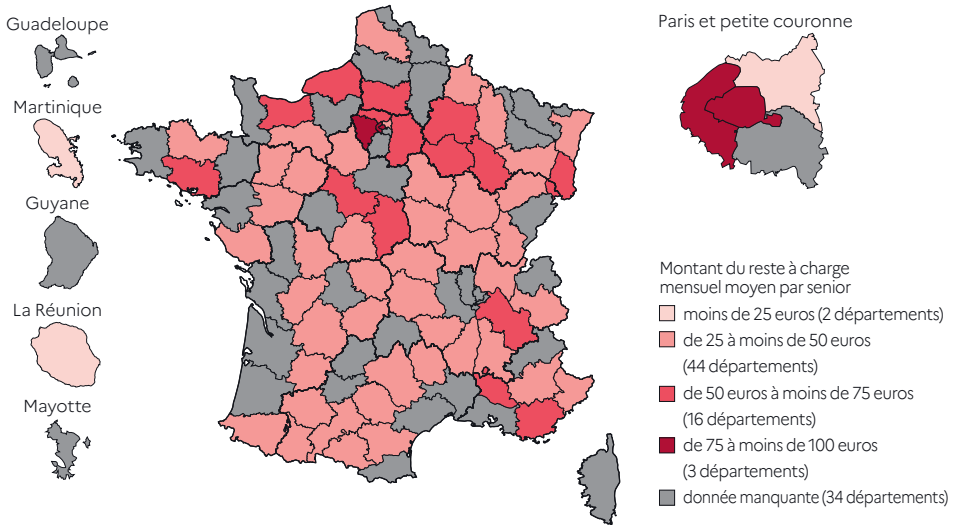 Guadeloupe
Martinique
Guyane
La Réunion
Mayotte
Paris et petite couronne
Montant du reste à charge
mensuel moyen par senior
moins de 25 euros (2 départements)
de 25 à moins de 50 euros
(44 départements)
de 50 euros à moins de 75 euros
(16 départements)
de 75 à moins de 100 euros
(3 départements)
donnée manquante (34 départements)